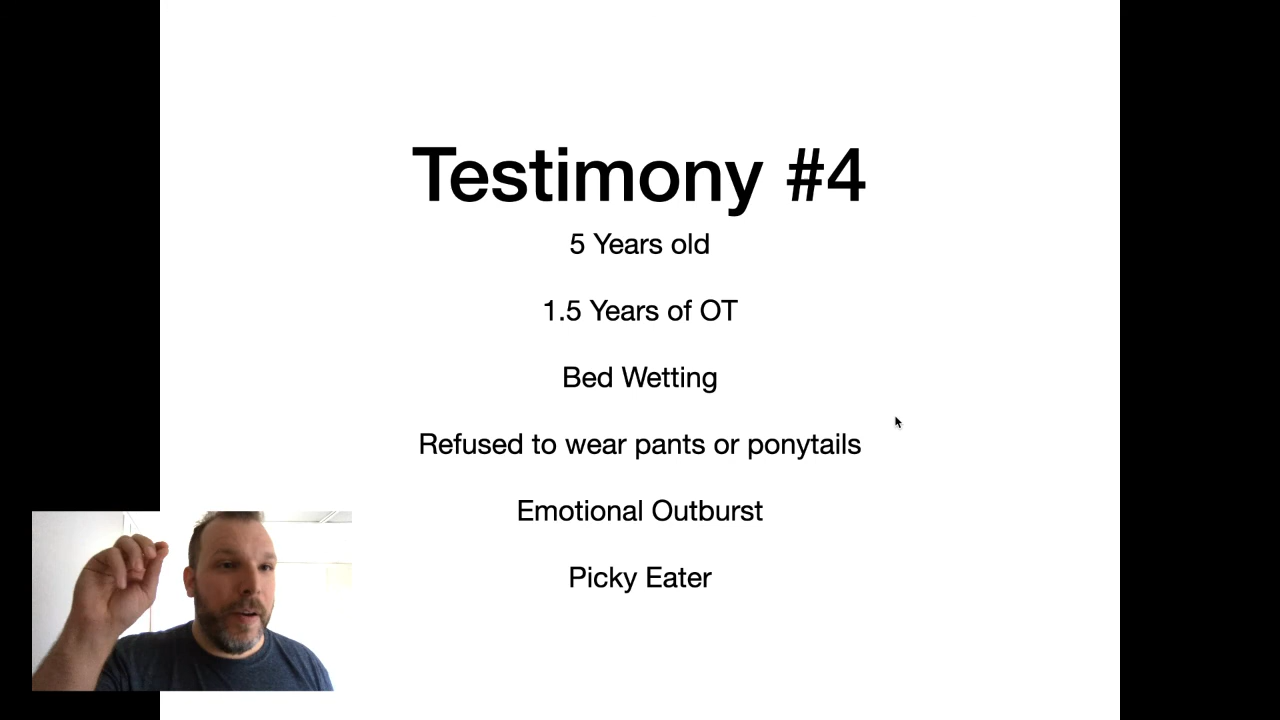 Testimony #4
5 Years old
1.5 Years of OT
Bed Wetting
Refused to wear pants or ponytails
Emotional Outburst
Picky Eater